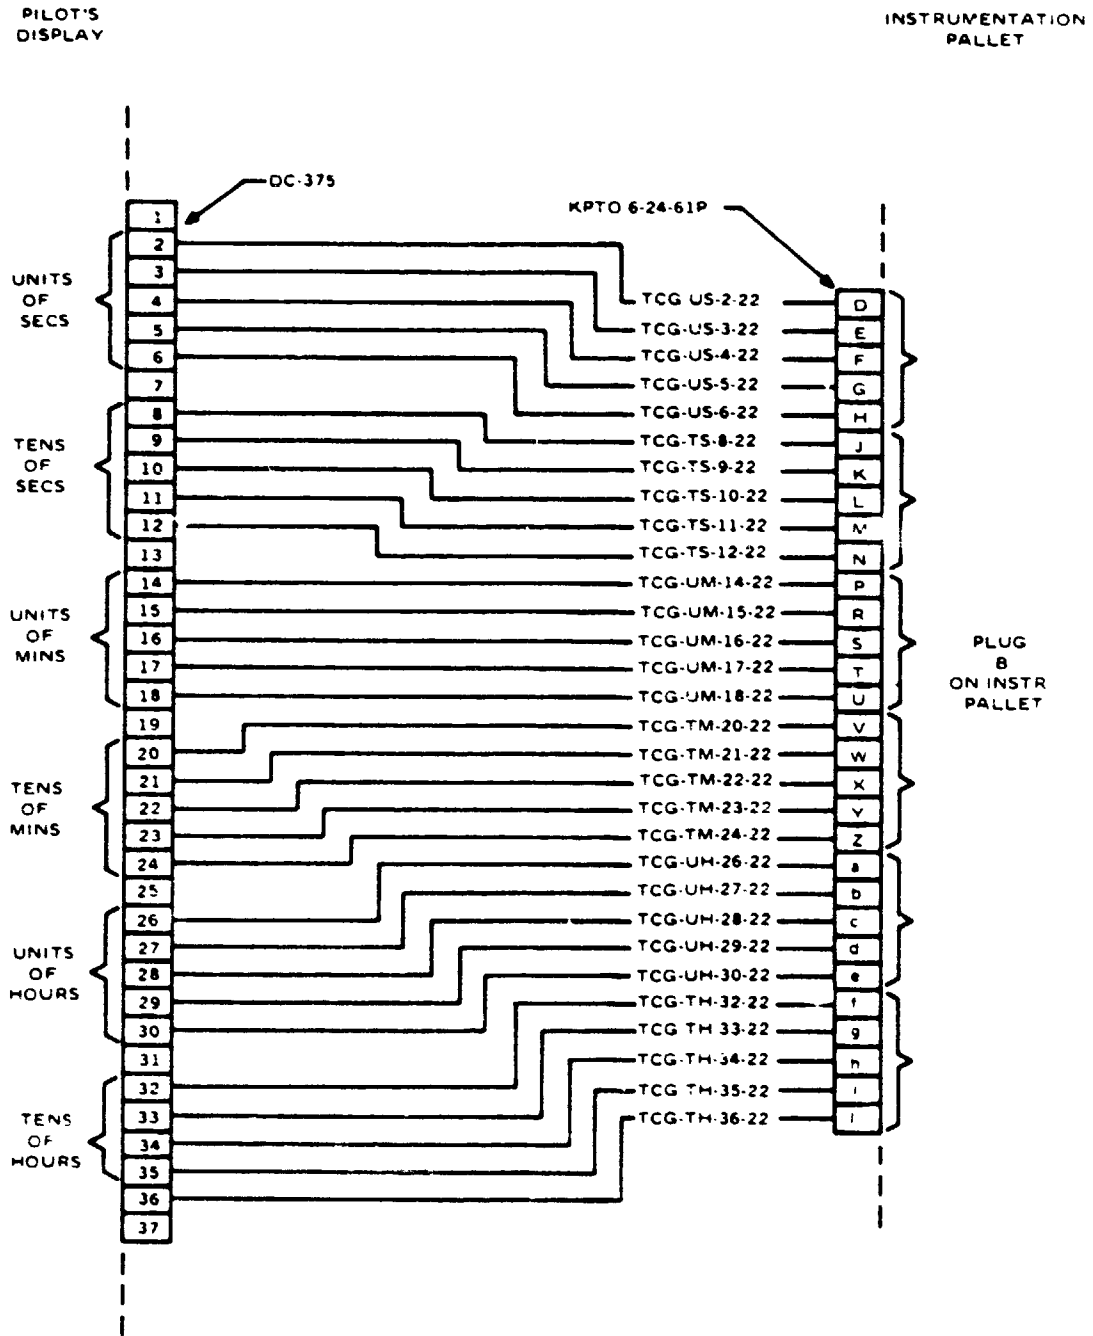 PILOT'S
DISPLAY
INSTRUMENTATION
PALLET
DC-375
KPTO 6-24-61P
UNITS
OF
SECS
TENS
OF
SECS
UNITS
OF
MINS
TENS
OF
MINS
UNITS
OF
HOURS
TENS
OF
HOURS
1
2
3
4
5
6
7
8
9
10
11
12
13
14
15
16
17
18
19
20
21
22
23
24
25
26
27
28
29
30
31
32
33
34
35
36
37
TCG US-2-22
TCG-US-3-22
TCG-US-4-22
TCG-US-5-22
TCG-US-6-22
TCG-TS-8-22
TCG-TS-9-22
TCG-TS-10-22
TCG-TS-11-22
TCG-TS-12-22
TCG-UM-14-22
TCG-UM-15-22
TCG-UM-16-22
TCG-UM-17-22
TCG-UM-18-22
TCG-TM-20-22
TCG-TM-21-22
TCG-TM-22-22
TCG-TM-23-22
TCG-TM-24-22
TCG-UH-26-22
TCG-UH-27-22
TCG-UH-28-22
TCG-UH-29-22
TCG-UH-30-22
TCG-TH-32-22
TCG TH 33-22
TCG-TH-34-22
TCG TH-35-22
TCG-TH-36-22
D
E
F
G
H
J
K
L
M
N
P
R
S
T
U
V
W
X
Y
Z
a
b
c
d
e
f
g
h
PLUG
B
ON INSTR
PALLET